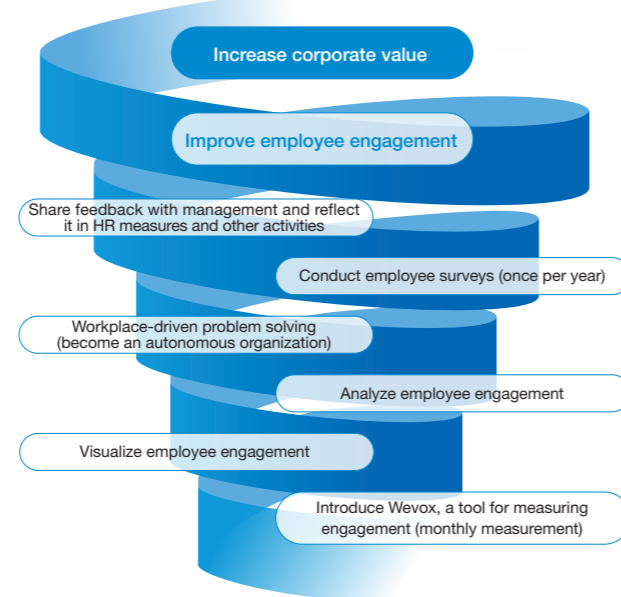 Increase corporate value
Improve employee engagement
Share feedback with management and reflect
it in HR measures and other activities
Conduct employee surveys (once per year)
Workplace-driven problem solving
(become an autonomous organization)
Analyze employee engagement
Visualize employee engagement
Introduce Wevox, a tool for measuring
engagement (monthly measurement)